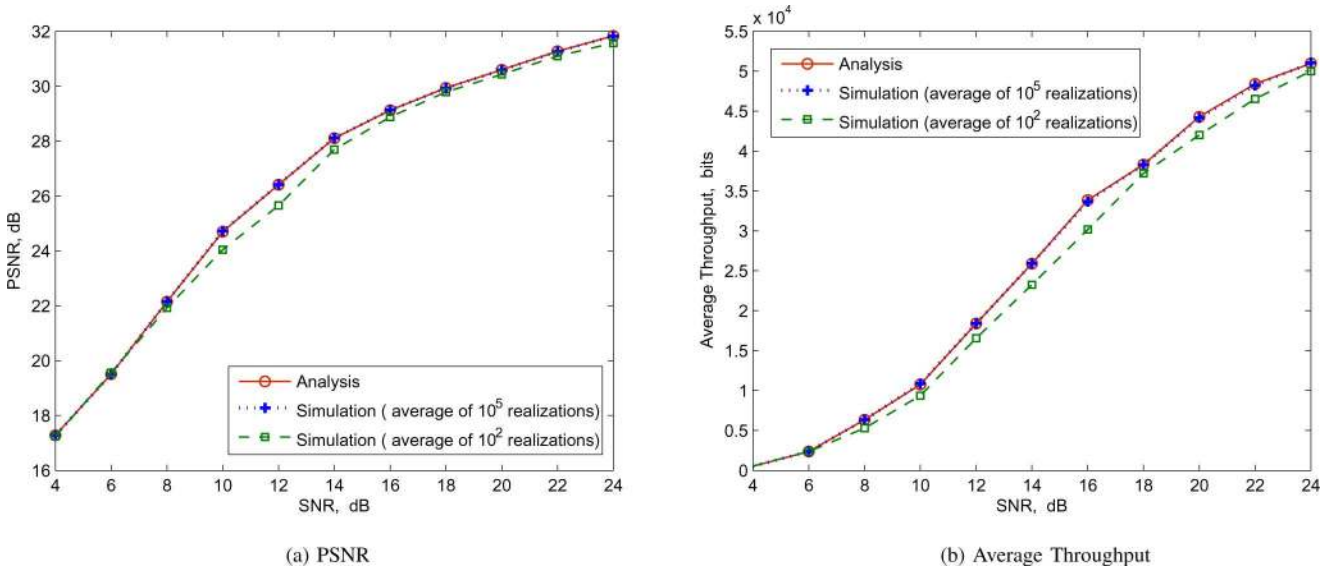 32
30
28
26
24
22
20
18
16
PSNR, dB
Analysis
Simulation ( average of 10^5 realizations)
Simulation ( average of 10^2 realizations)
4 6 8 10 12 14 16 18 20 22 24
SNR, dB
(a) PSNR
x 10^4
5.5
5
4.5
4
3.5
3
2.5
2
1.5
1
0.5
0
Average Throughput, bits
Analysis
Simulation (average of 10^5 realizations)
Simulation (average of 10^2 realizations)
4 6 8 10 12 14 16 18 20 22 24
SNR, dB
(b) Average Throughput